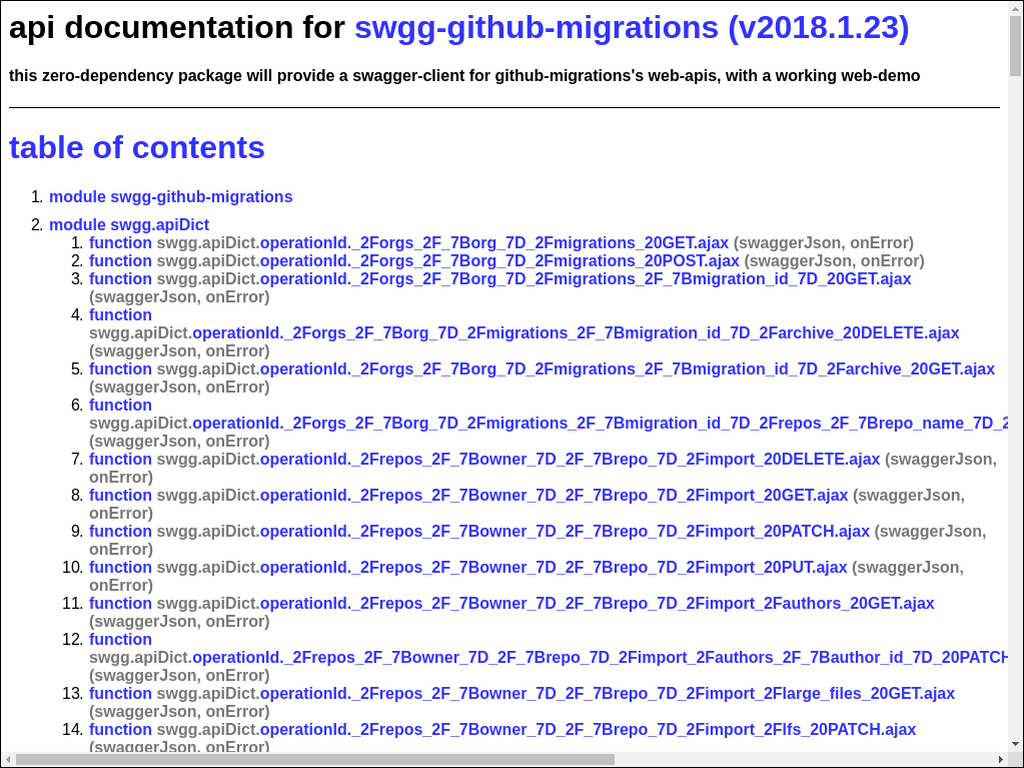 api documentation for swgg-github-migrations (v2018.1.23)
this zero-dependency package will provide a swagger-client for github-migrations's web-apis, with a working web-demo
table of contents
1. module swgg-github-migrations
2. module swgg.apiDict
1. function swgg.apiDict.operationId._2Forgs_2F_7Borg_7D_2Fmigrations_20GET.ajax (swaggerJson, onError)
2. function swgg.apiDict.operationId._2Forgs_2F_7Borg_7D_2Fmigrations_20POST.ajax (swaggerJson, onError)
3. function swgg.apiDict.operationId._2Forgs_2F_7Borg_7D_2Fmigrations_2F_7Bmigration_id_7D_20GET.ajax
(swaggerJson, onError)
4. function
swgg.apiDict.operationId._2Forgs_2F_7Borg_7D_2Fmigrations_2F_7Bmigration_id_7D_2Farchive_20DELETE.ajax
(swaggerJson, onError)
5. function swgg.apiDict.operationId._2Forgs_2F_7Borg_7D_2Fmigrations_2F_7Bmigration_id_7D_2Farchive_20GET.ajax
(swaggerJson, onError)
6. function
swgg.apiDict.operationId._2Forgs_2F_7Borg_7D_2Fmigrations_2F_7Bmigration_id_7D_2Frepos_2F_7Brepo_name_7D_2
(swaggerJson, onError)
7. function swgg.apiDict.operationId._2Frepos_2F_7Bowner_7D_2F_7Brepo_7D_2Fimport_20DELETE.ajax (swaggerJson,
onError)
8. function swgg.apiDict.operationId._2Frepos_2F_7Bowner_7D_2F_7Brepo_7D_2Fimport_20GET.ajax (swaggerJson,
onError)
9. function swgg.apiDict.operationId._2Frepos_2F_7Bowner_7D_2F_7Brepo_7D_2Fimport_20PATCH.ajax (swaggerJson,
onError)
10. function swgg.apiDict.operationId._2Frepos_2F_7Bowner_7D_2F_7Brepo_7D_2Fimport_20PUT.ajax (swaggerJson,
onError)
11. function swgg.apiDict.operationId._2Frepos_2F_7Bowner_7D_2F_7Brepo_7D_2Fimport_2Fauthors_20GET.ajax
(swaggerJson, onError)
12. function
swgg.apiDict.operationId._2Frepos_2F_7Bowner_7D_2F_7Brepo_7D_2Fimport_2Fauthors_2F_7Bauthor_id_7D_20PATCH
(swaggerJson, onError)
13. function swgg.apiDict.operationId._2Frepos_2F_7Bowner_7D_2F_7Brepo_7D_2Fimport_2Flarge_files_20GET.ajax
(swaggerJson, onError)
14. function swgg.apiDict.operationId._2Frepos_2F_7Bowner_7D_2F_7Brepo_7D_2Fimport_2Flfs_20PATCH.ajax
(swaggerJson, onError)